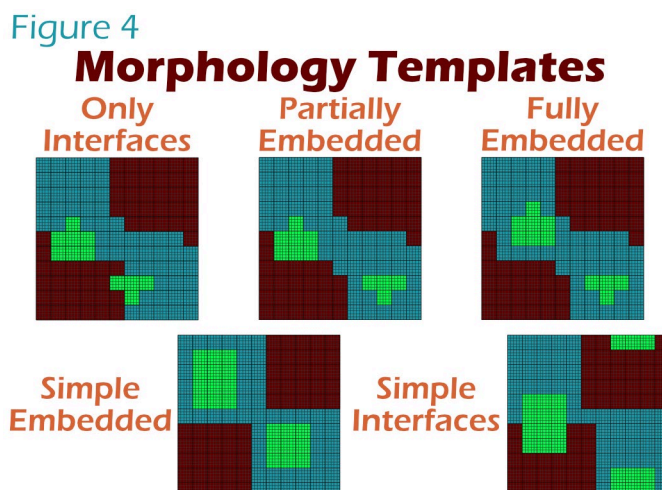 Figure 4
Morphology Templates
Only
Interfaces
Partially
Embedded
Fully
Embedded
Simple
Embedded
Simple
Interfaces